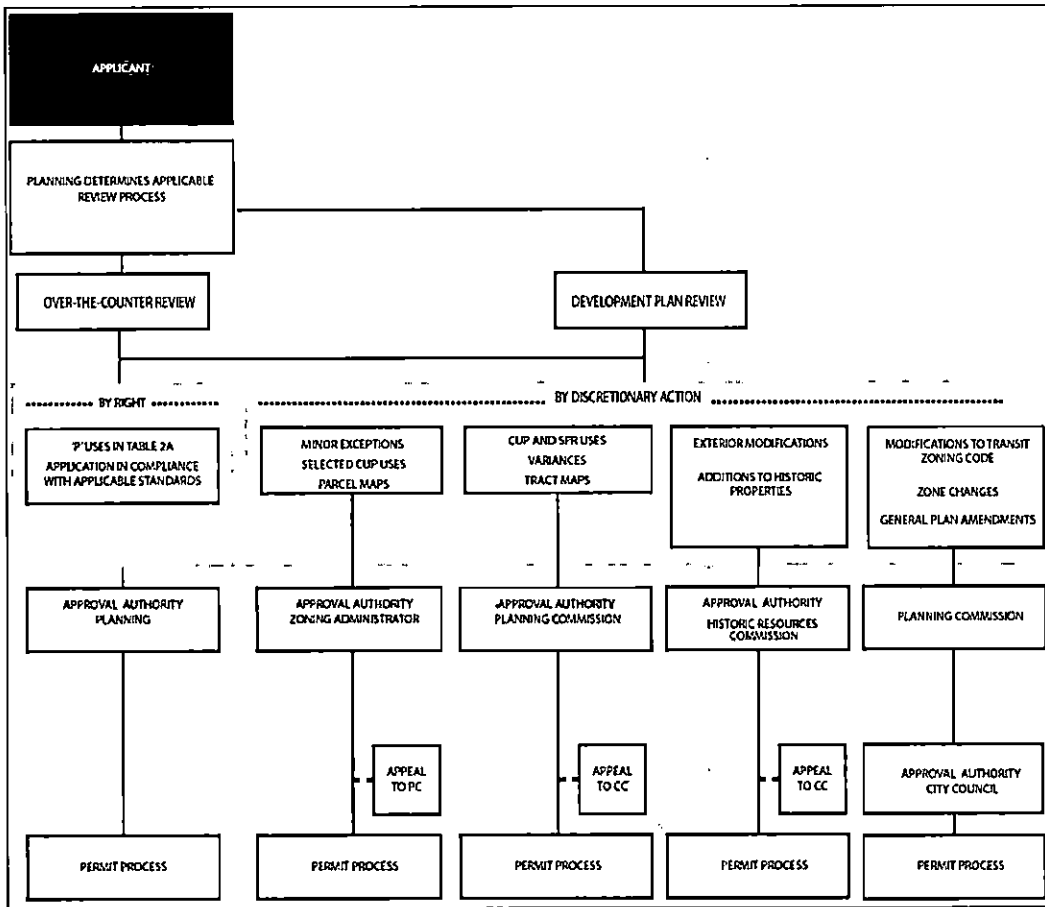 APPLICANT
PLANNING DETERMINES APPLICABLE
REVIEW PROCESS
OVER-THE-COUNTER REVIEW
DEVELOPMENT PLAN REVIEW
BY RIGHT
BY DISCRETIONARY ACTION
'P' USES IN TABLE 2A
APPLICATION IN COMPLIANCE
WITH APPLICABLE STANDARDS
MINOR EXCEPTIONS
SELECTED CUP USES
PARCEL MAPS
CUP AND SFR USES
VARIANCES
TRACT MAPS
EXTERIOR MODIFICATIONS
ADDITIONS TO HISTORIC
PROPERTIES
MODIFICATIONS TO TRANSIT
ZONING CODE
ZONE CHANGES
GENERAL PLAN AMENDMENTS
APPROVAL AUTHORITY
PLANNING
APPROVAL AUTHORITY
ZONING ADMINISTRATOR
APPROVAL AUTHORITY
PLANNING COMMISSION
APPROVAL AUTHORITY
HISTORIC RESOURCES
COMMISSION
PLANNING COMMISSION
APPEAL
TO PC
APPEAL
TO CC
APPEAL
TO CC
APPROVAL AUTHORITY
CITY COUNCIL
PERMIT PROCESS
PERMIT PROCESS
PERMIT PROCESS
PERMIT PROCESS
PERMIT PROCESS